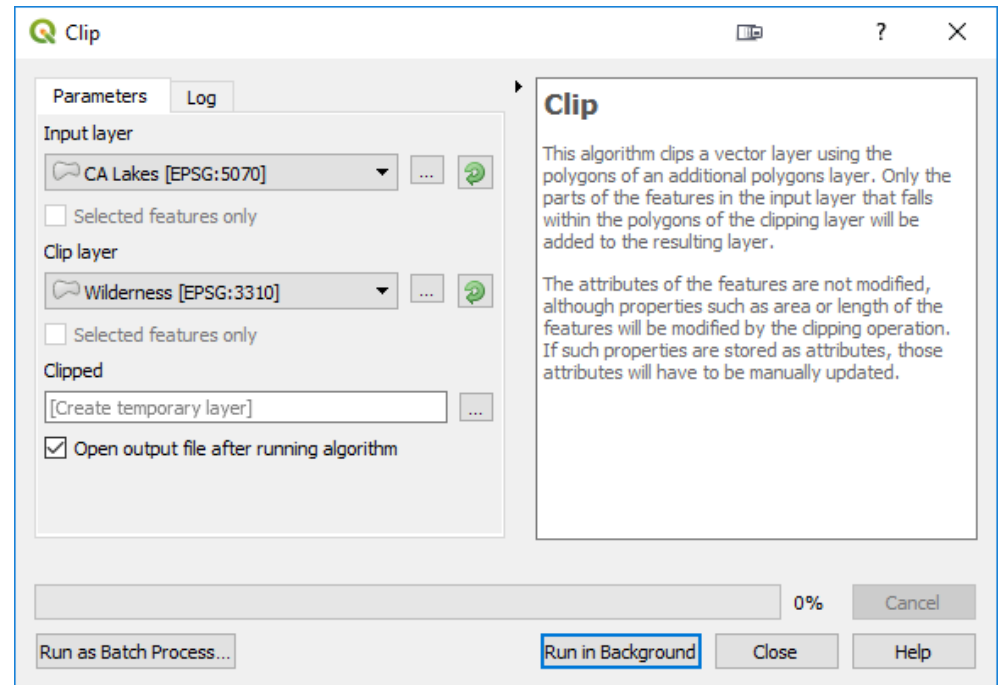 Clip
?
Parameters
Log
Input layer
CA Lakes [EPSG:5070]
...
Selected features only
Clip layer
Wilderness [EPSG:3310]
...
Selected features only
Clipped
[Create temporary layer]
...
Open output file after running algorithm
Clip
This algorithm clips a vector layer using the
polygons of an additional polygons layer. Only the
parts of the features in the input layer that falls
within the polygons of the clipping layer will be
added to the resulting layer.
The attributes of the features are not modified,
although properties such as area or length of the
features will be modified by the clipping operation.
If such properties are stored as attributes, those
attributes will have to be manually updated.
0%
Cancel
Run as Batch Process...
Run in Background
Close
Help